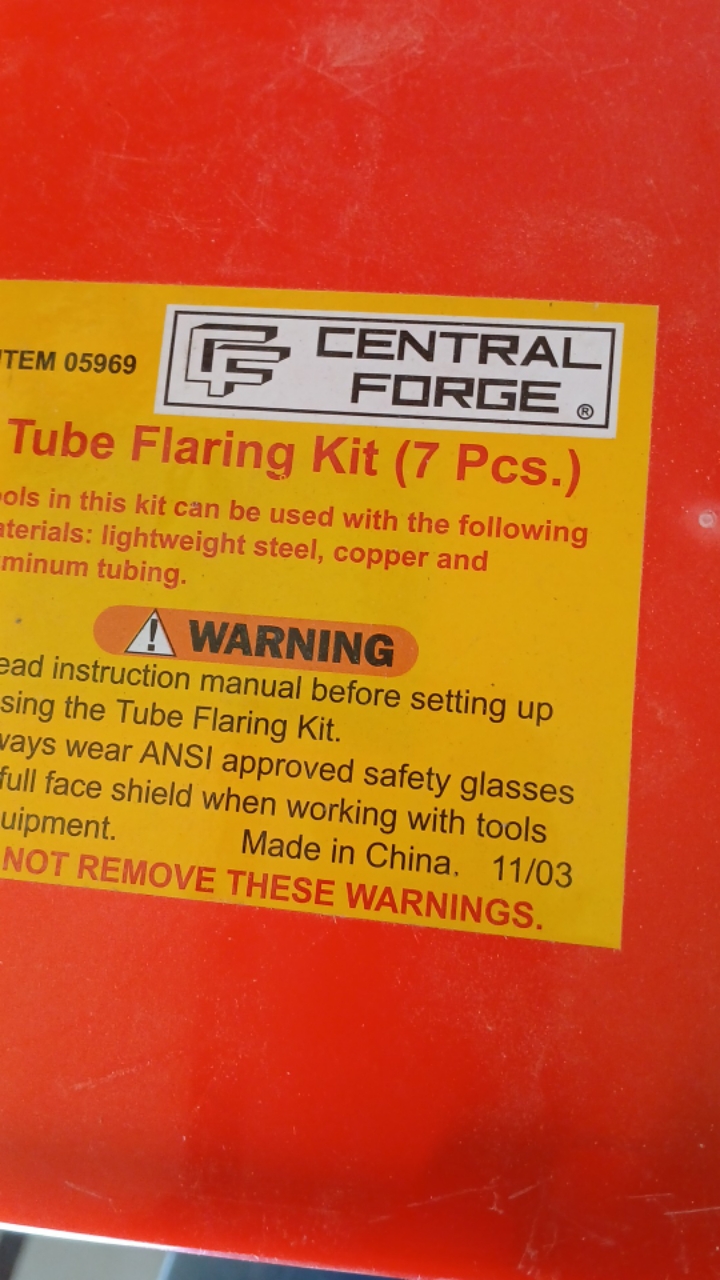 ITEM 05969
CENTRAL
FORGE ®
Tube Flaring Kit (7 Pcs.)
ools in this kit can be used with the following
aterials: lightweight steel, copper and
minum tubing.
WARNING
ead instruction manual before setting up
sing the Tube Flaring Kit.
ways wear ANSI approved safety glasses
full face shield when working with tools
uipment. Made in China. 11/03
NOT REMOVE THESE WARNINGS.